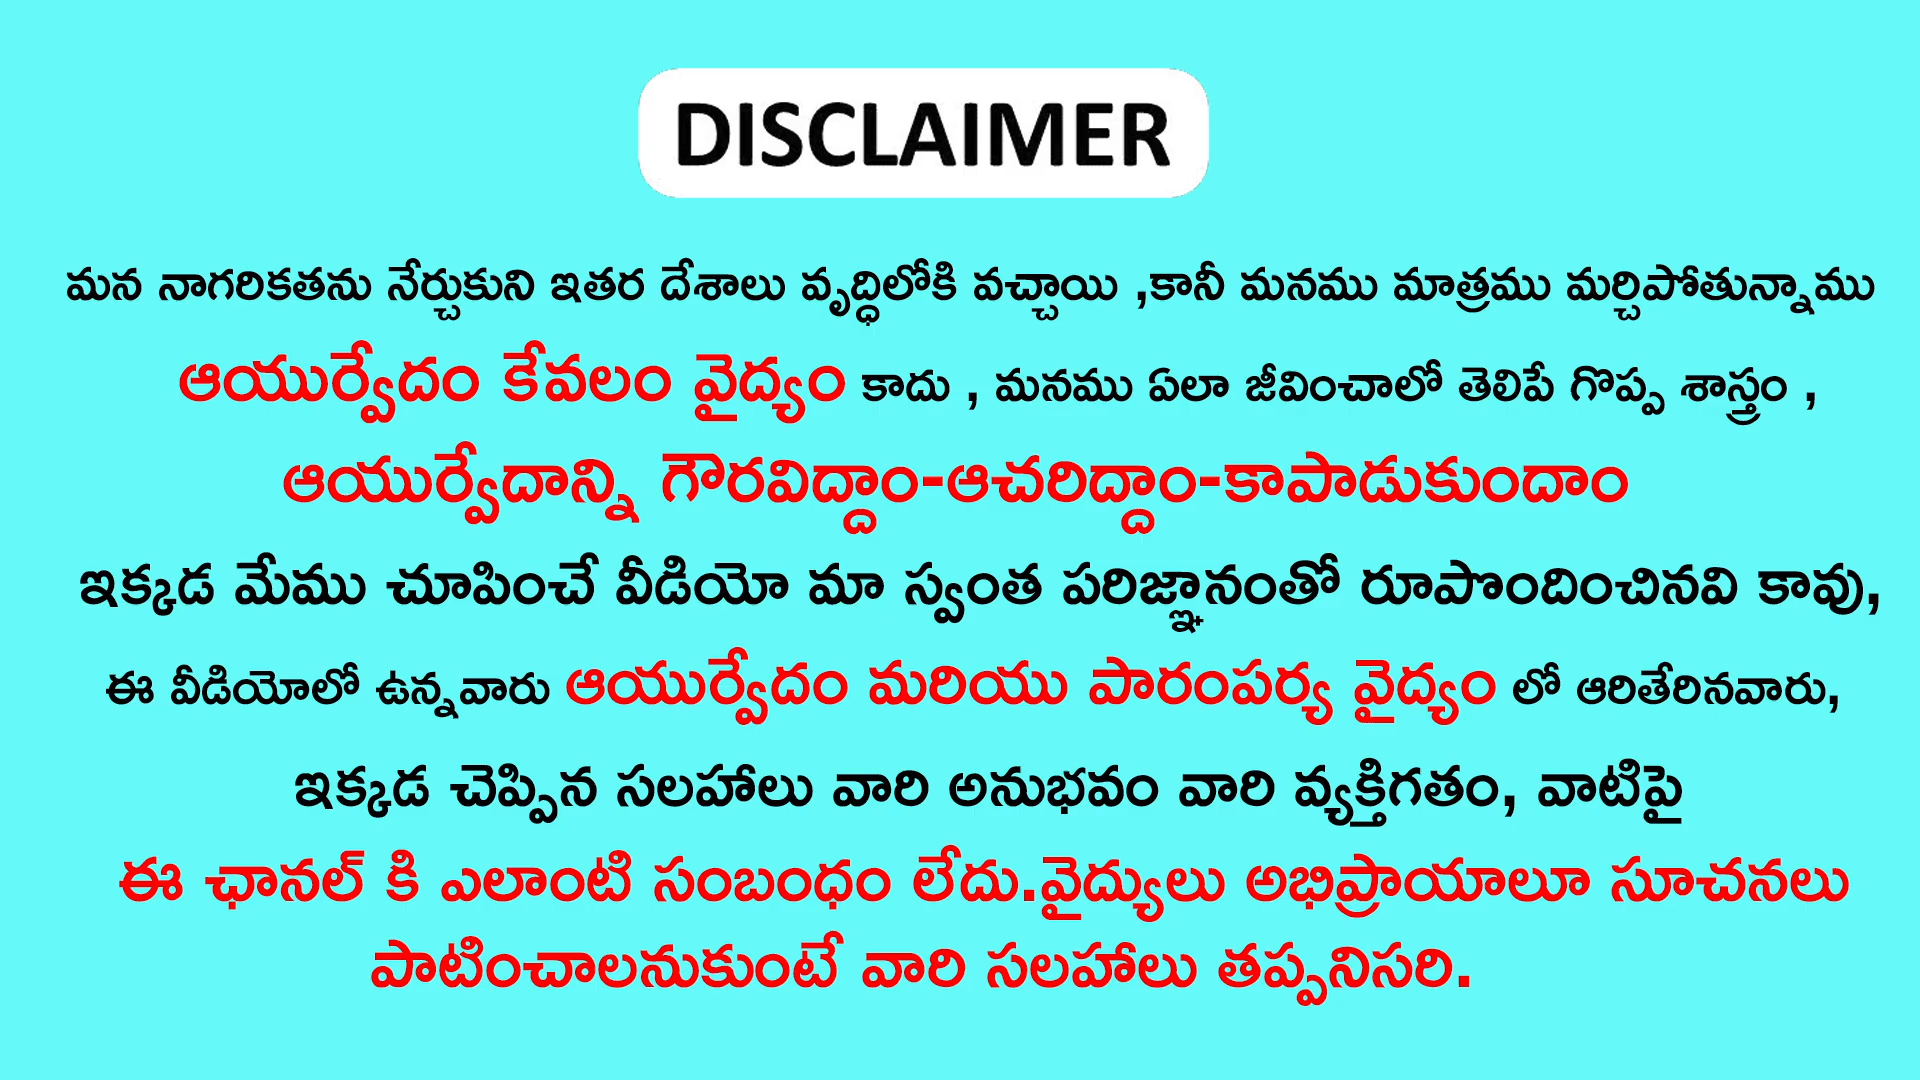 DISCLAIMER
మన నాగరికతను నేర్చుకుని ఇతర దేశాలు వృద్ధిలోకి వచ్చాయి ,కానీ మనము మాత్రము మర్చిపోతున్నాము
ఆయుర్వేదం కేవలం వైద్యం కాదు , మనము ఏలా జీవించాలో తెలిపే గొప్ప శాస్త్రం ,
ఆయుర్వేదాన్ని గౌరవిద్దాం-ఆచరిద్దాం-కాపాడుకుందాం
ఇక్కడ మేము చూపించే వీడియో మా స్వంత పరిజ్ఞానంతో రూపొందించినవి కావు,
ఈ వీడియోలో ఉన్నవారు ఆయుర్వేదం మరియు పారంపర్య వైద్యం లో ఆరితేరినవారు,
ఇక్కడ చెప్పిన సలహాలు వారి అనుభవం వారి వ్యక్తిగతం, వాటిపై
ఈ ఛానల్ కి ఎలాంటి సంబంధం లేదు.వైద్యులు అభిప్రాయాలూ సూచనలు
పాటించాలనుకుంటే వారి సలహాలు తప్పనిసరి.